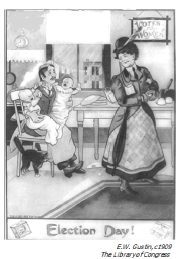 VOTES
FOR
WOMEN
Election Day!
E.W. Gustin, c1909
The Library of Congress